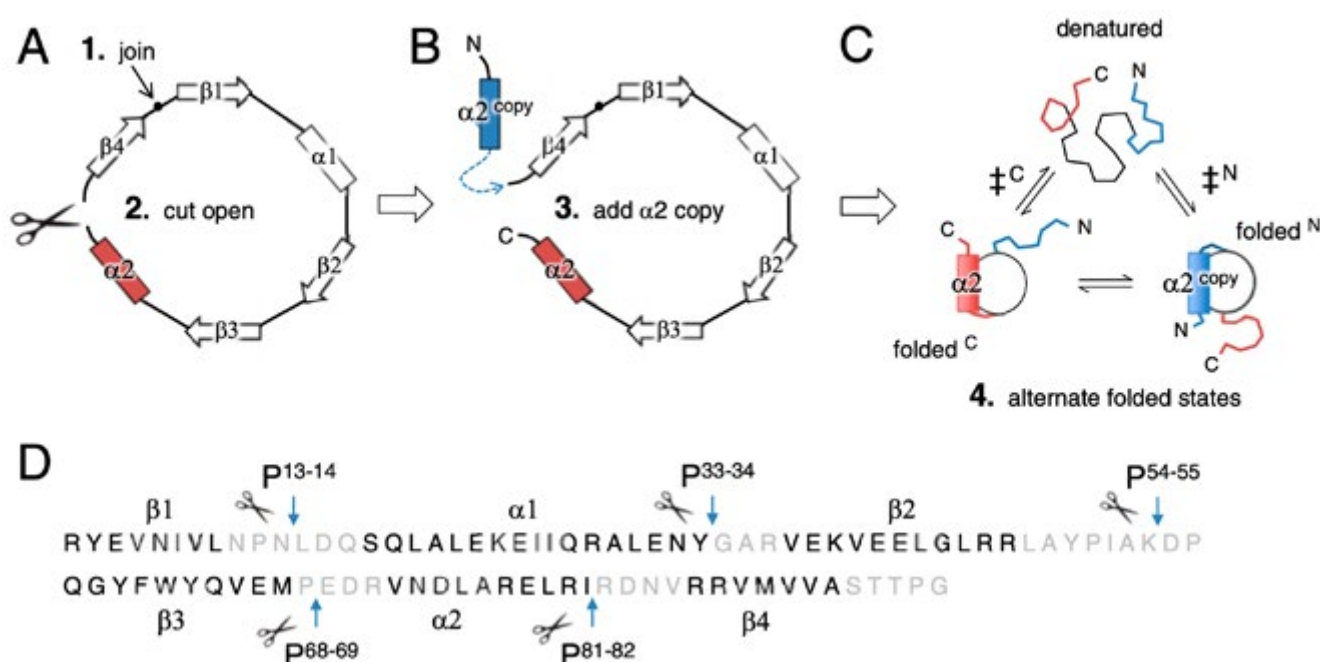 A
1. join
β1
α1
β2
β3
α2
β4
2. cut open
B
N
α2 copy
β4
β1
α1
β2
β3
α2
C
3. add α2 copy
C
denatured
C
N
‡C
‡N
C
N
α2
folded C
folded N
α2 copy
N
C
4. alternate folded states
D
P13-14
P33-34
P54-55
β1
α1
β2
RYEVNIVLNPNLDQSQLALEKEIIQRALENYGARVEKVEELGLRRLAYPIAKDP
QGYFWYQVEMPEDRVNDLARELRIRDNVRRVMVVASTTPG
β3
α2
β4
P68-69
P81-82